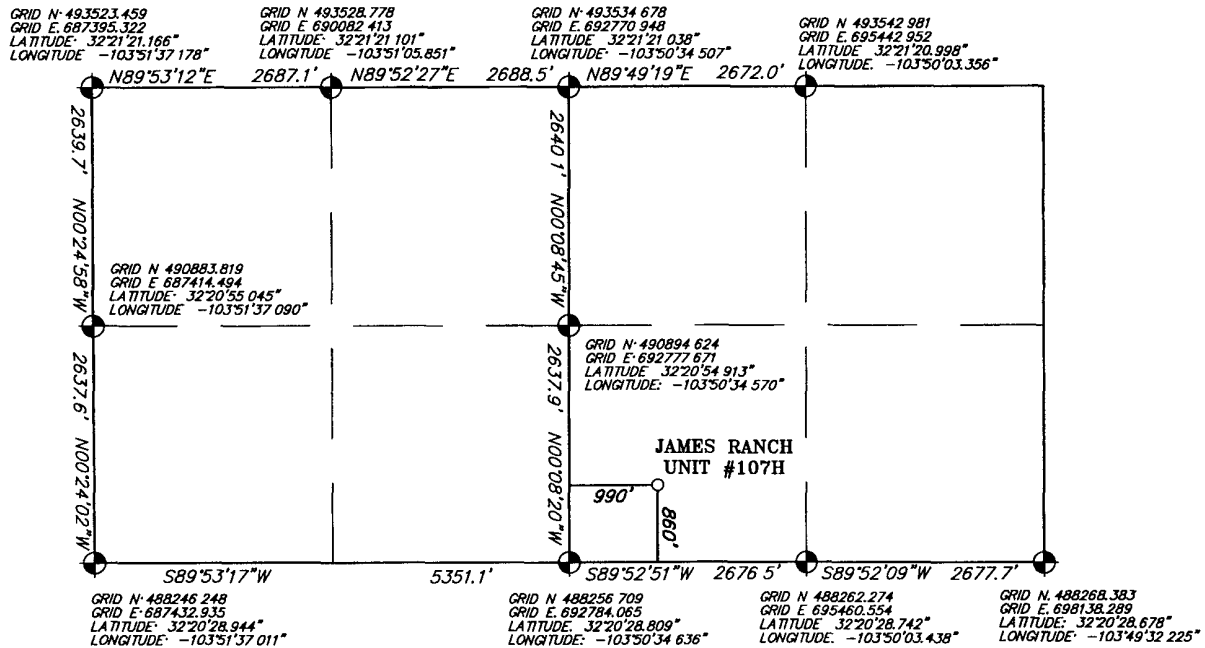 GRID N· 493523.459
GRID E. 687395.322
LATITUDE· 32°21'21.166"
LONGITUDE -103°51'37 178"
GRID N 493528.778
GRID E 690082 413
LATITUDE: 32°21'21 101"
LONGITUDE -103°51'05.851"
GRID N· 493534 678
GRID E. 692770 948
LATITUDE: 32°21'21 038"
LONGITUDE -103°50'34 507"
GRID N 493542 981
GRID E 695442 952
LATITUDE 32°21'20.998"
LONGITUDE. -103°50'03.356"
N89°53'12"E 2687.1' N89°52'27"E 2688.5' N89°49'19"E 2672.0'
2639.7' N00°24'58"W
2640 1' N00°08'45"W
GRID N 490883.819
GRID E 687414.494
LATITUDE· 32°20'55 045"
LONGITUDE -103°51'37 090"
GRID N· 490894 624
GRID E· 692777 671
LATITUDE 32°20'54 913"
LONGITUDE: -103°50'34 570"
2637.6' N00°24'02"W
2637.9' N00°08'20"W
JAMES RANCH
UNIT #107H
990'
860'
S89°53'17"W 5351.1' S89°52'51"W 2676 5' S89°52'09"W 2677.7'
GRID N· 488246 248
GRID E· 687432.935
LATITUDE: 32°20'28.944"
LONGITUDE· -103°51'37 011"
GRID N 488256 709
GRID E 692784.065
LATITUDE. 32°20'28.809"
LONGITUDE: -103°50'34 636"
GRID N 488262.274
GRID E. 695460.554
LATITUDE 32°20'28.742"
LONGITUDE. -103°50'03.438"
GRID N. 488268.383
GRID E. 698138.289
LATITUDE: 32°20'28.678"
LONGITUDE· -103°49'32 225"